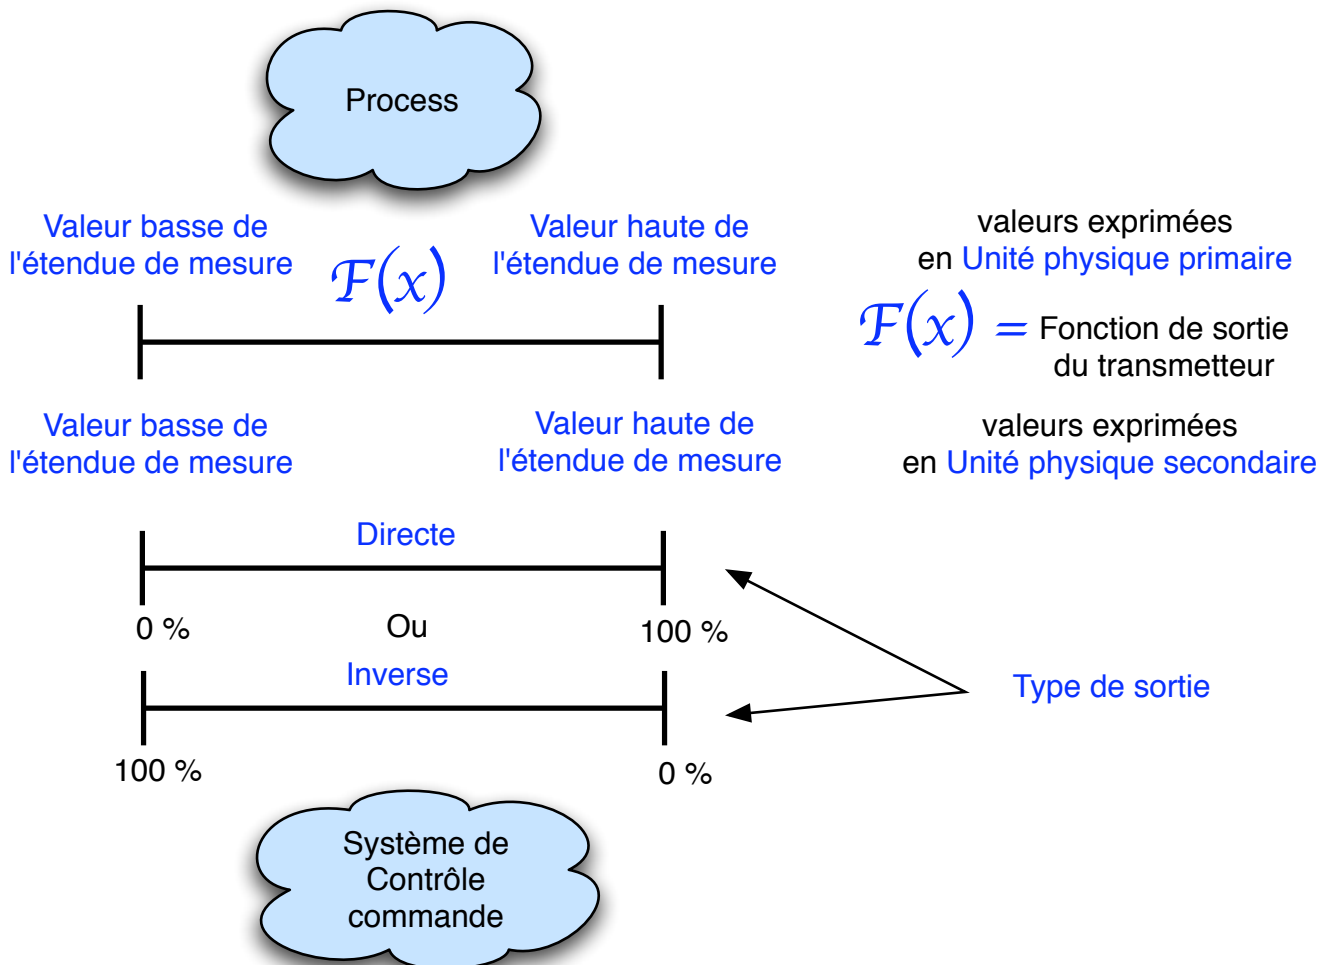 Process
Valeur basse de
l'étendue de mesure
F(x)
Valeur haute de
l'étendue de mesure
valeurs exprimées
en Unité physique primaire
F(x) = Fonction de sortie
du transmetteur
Valeur basse de
l'étendue de mesure
Valeur haute de
l'étendue de mesure
valeurs exprimées
en Unité physique secondaire
Directe
0 %
Ou
100 %
Inverse
Type de sortie
100 %
0 %
Système de
Contrôle
commande